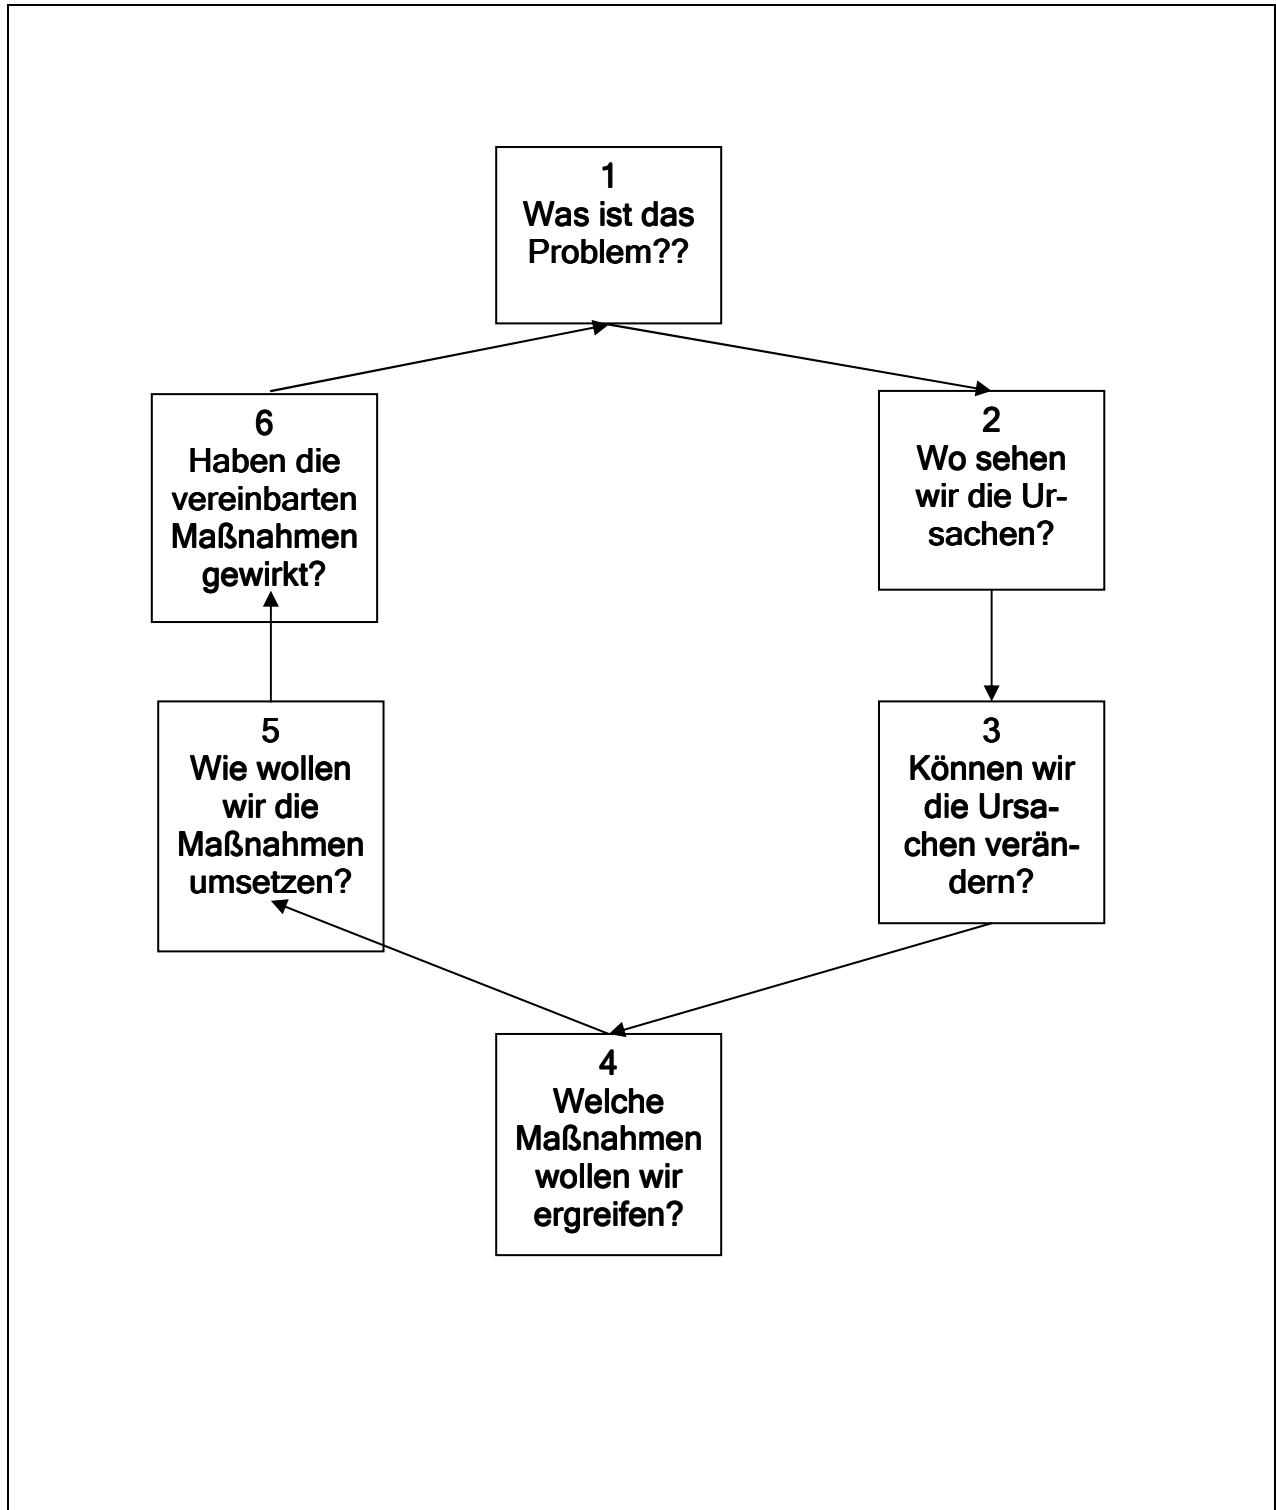 1
Was ist das
Problem??
2
Wo sehen
wir die Ur-
sachen?
3
Können wir
die Ursa-
chen verän-
dern?
4
Welche
Maßnahmen
wollen wir
ergreifen?
5
Wie wollen
wir die
Maßnahmen
umsetzen?
6
Haben die
vereinbarten
Maßnahmen
gewirkt?